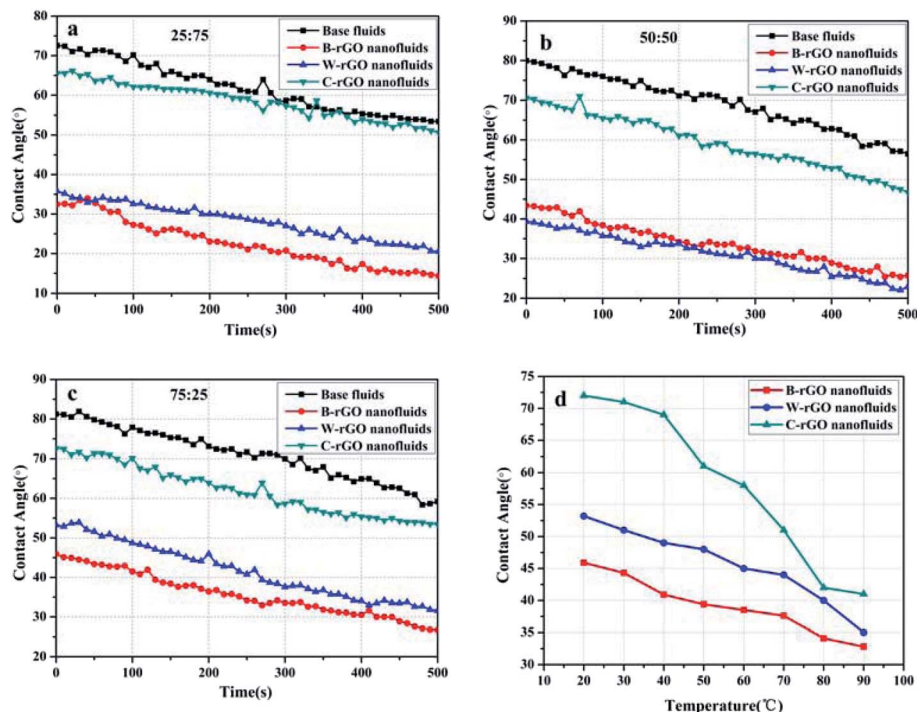 a
25:75
Base fluids
B-rGO nanofluids
W-rGO nanofluids
C-rGO nanofluids
Contact Angle(°)
80
70
60
50
40
30
20
10
0 100 200 300 400 500
Time(s)
b
50:50
Base fluids
B-rGO nanofluids
W-rGO nanofluids
C-rGO nanofluids
Contact Angle(°)
90
80
70
60
50
40
30
20
0 100 200 300 400 500
Time(s)
c
75:25
Base fluids
B-rGO nanofluids
W-rGO nanofluids
C-rGO nanofluids
Contact Angle(°)
90
80
70
60
50
40
30
20
0 100 200 300 400 500
Time(s)
d
B-rGO nanofluids
W-rGO nanofluids
C-rGO nanofluids
Contact Angle(°)
75
70
65
60
55
50
45
40
35
30
10 20 30 40 50 60 70 80 90 100
Temperature(℃)